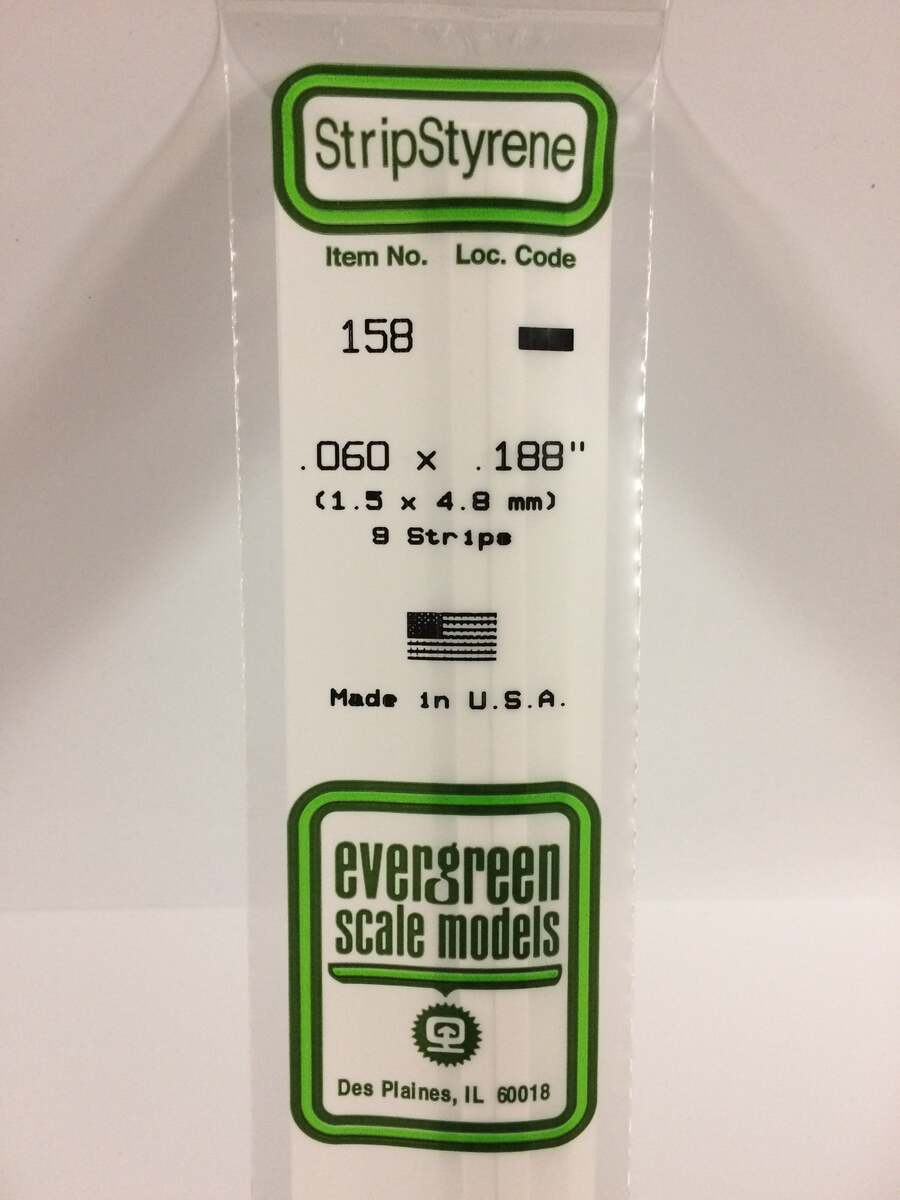 StripStyrene
Item No. Loc. Code
158
.060 x .188"
(1.5 x 4.8 mm)
9 Strips
Made in U.S.A.
evergreen
scale models
Des Plaines, IL 60018